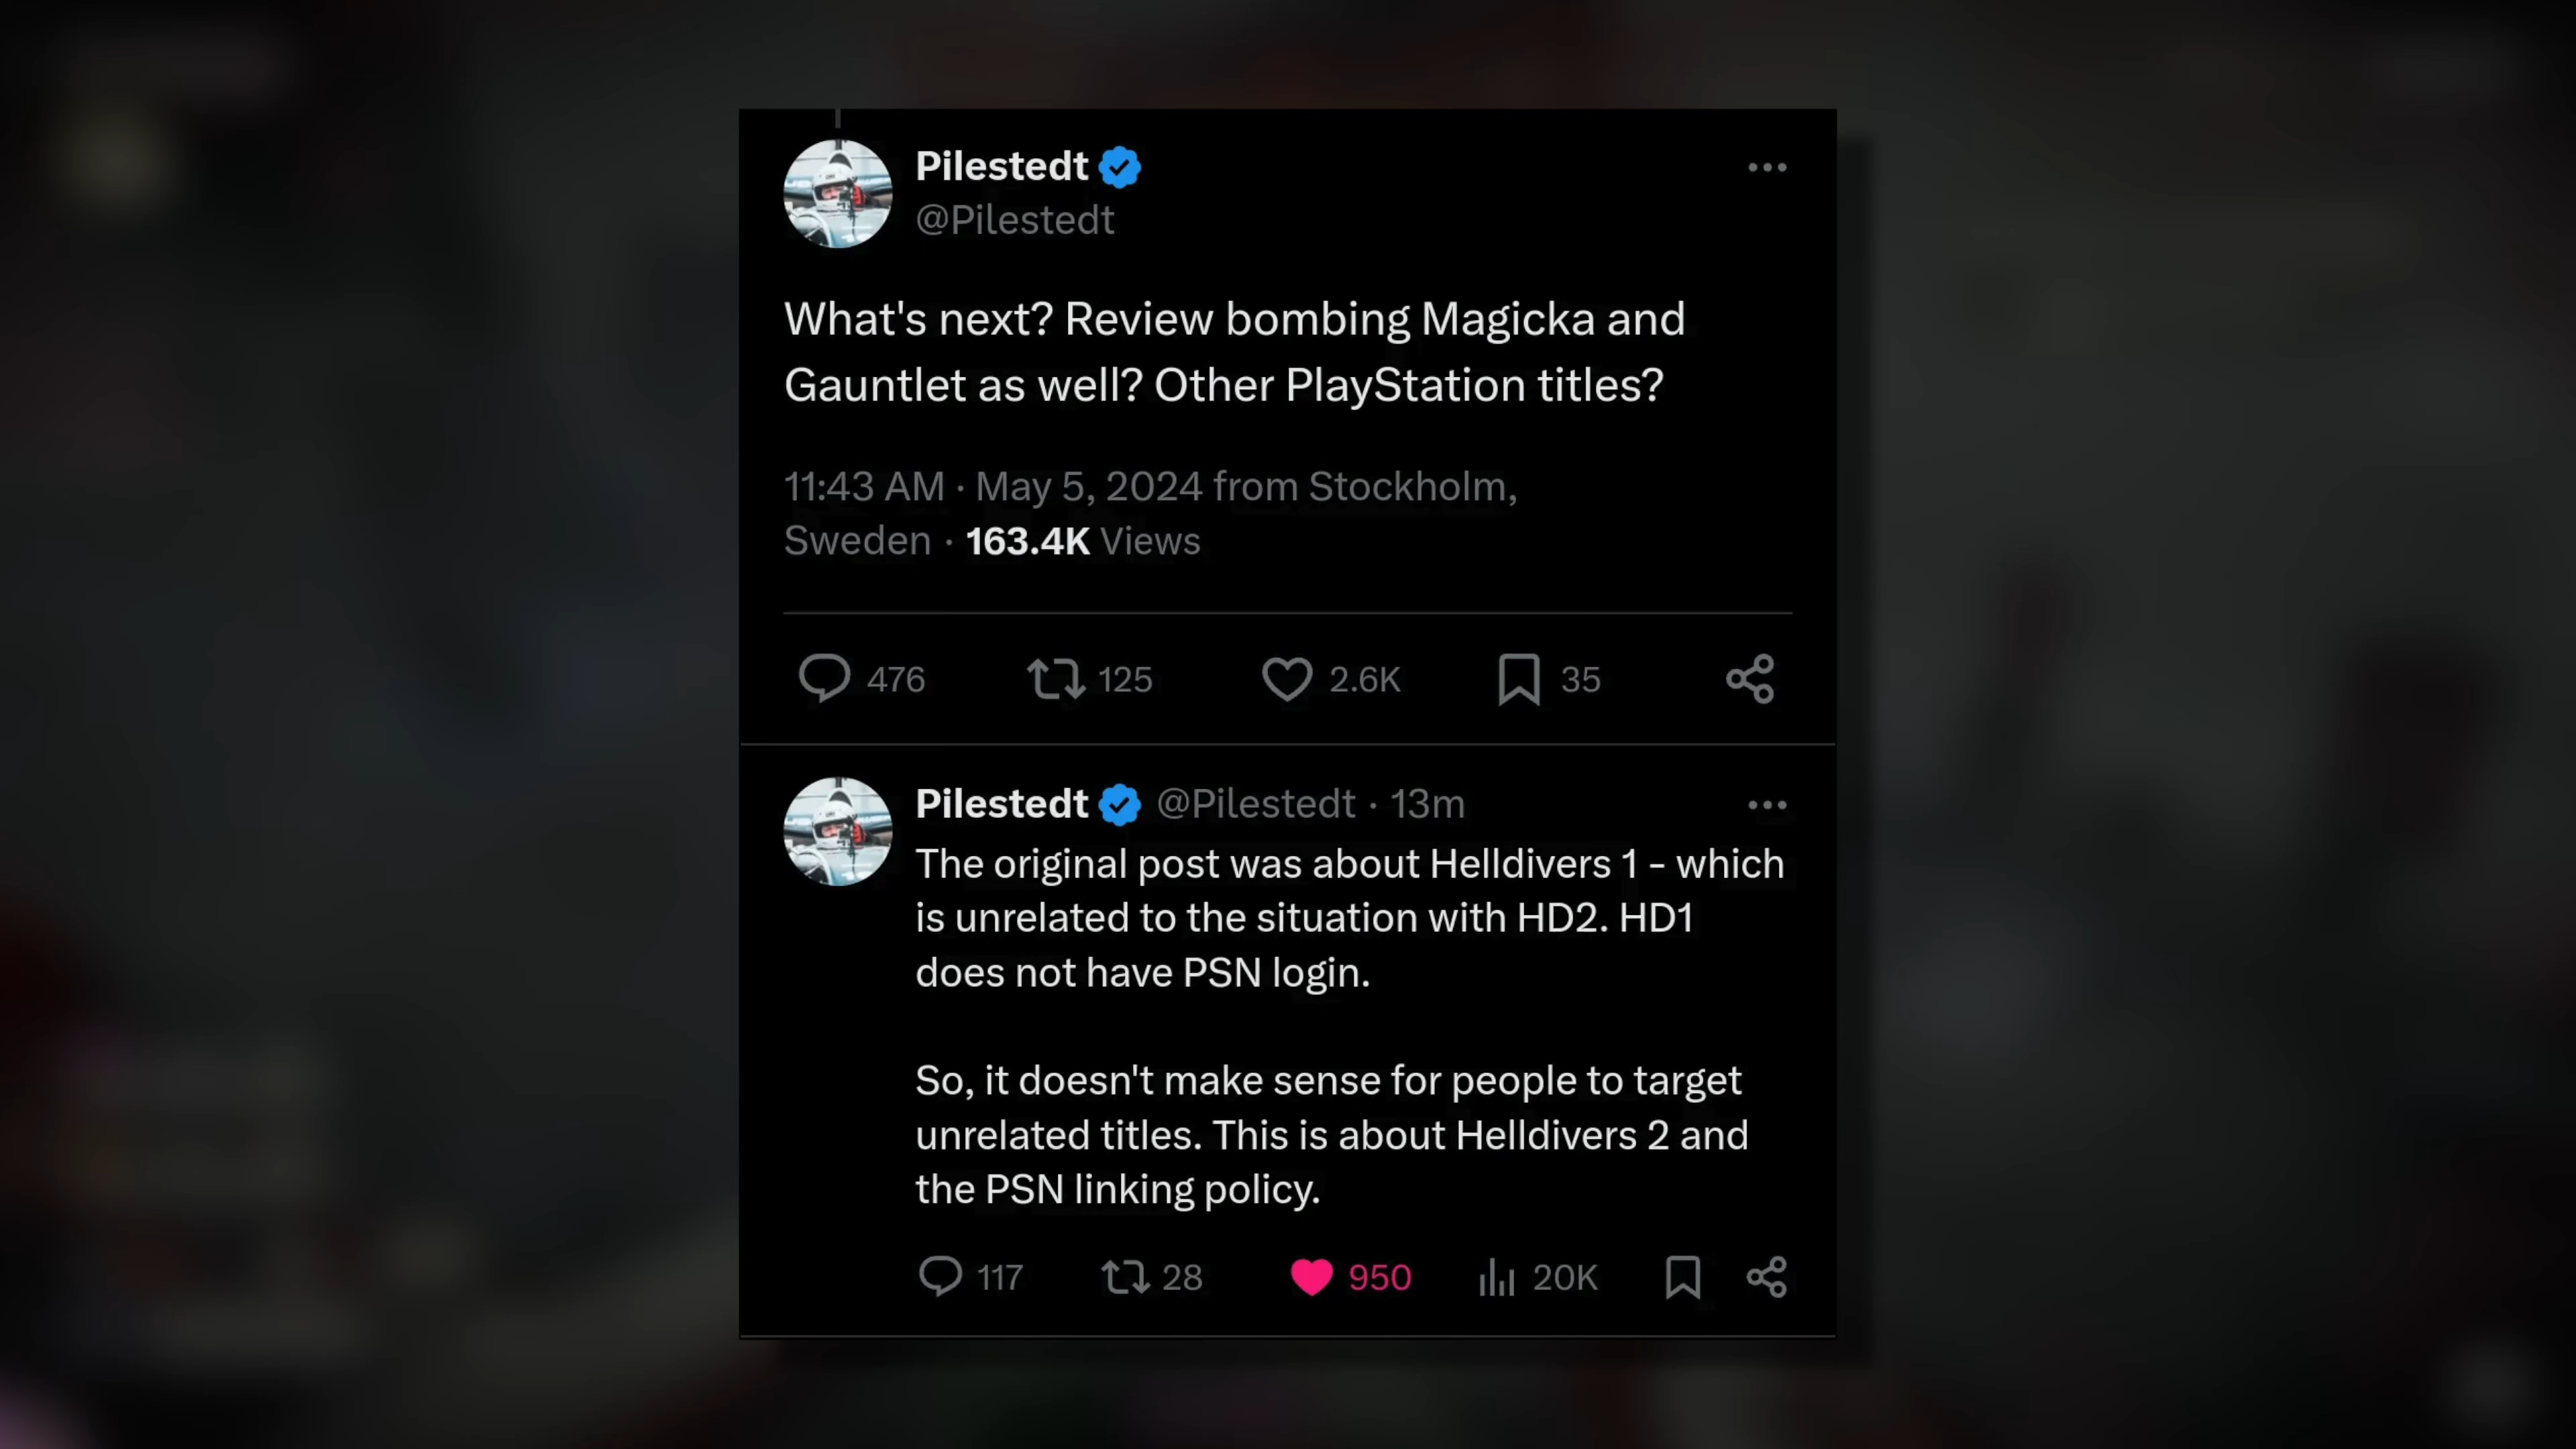 Pilestedt
@Pilestedt
What's next? Review bombing Magicka and
Gauntlet as well? Other PlayStation titles?
11:43 AM · May 5, 2024 from Stockholm,
Sweden · 163.4K Views
476 125 2.6K 35
Pilestedt @Pilestedt · 13m
The original post was about Helldivers 1 - which
is unrelated to the situation with HD2. HD1
does not have PSN login.
So, it doesn't make sense for people to target
unrelated titles. This is about Helldivers 2 and
the PSN linking policy.
117 28 950 20K